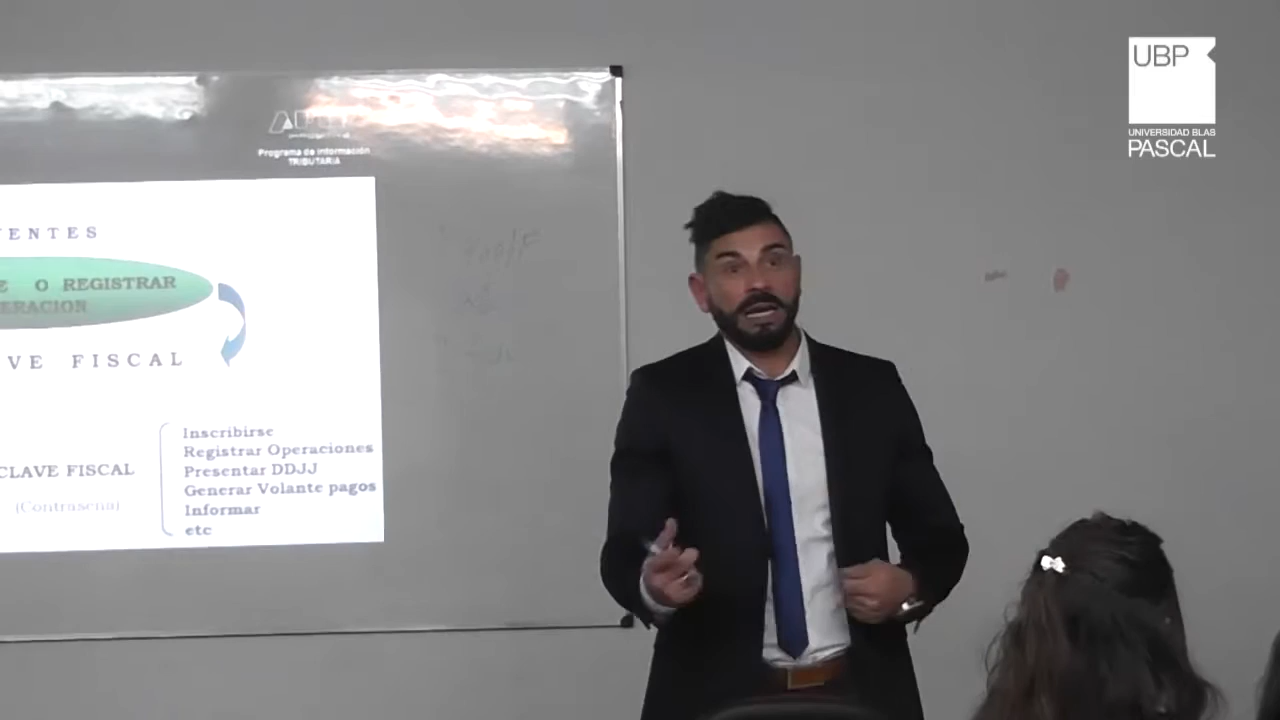 UBP
UNIVERSIDAD BLAS
PASCAL
Programa de Información
TRIBUTARIA
ENTES
O REGISTRAR
ERACION
VE FISCAL
CLAVE FISCAL
(Contraseña)
Inscribirse
Registrar Operaciones
Presentar DDJJ
Generar Volante pagos
Informar
etc